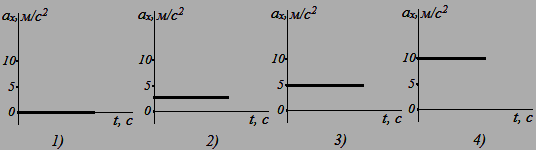 aₓ, м/с² aₓ, м/с² aₓ, м/с² aₓ, м/с²
10 10 10 10
5 5 5 5
0 0 0 0
t, с t, с t, с t, с
1) 2) 3) 4)